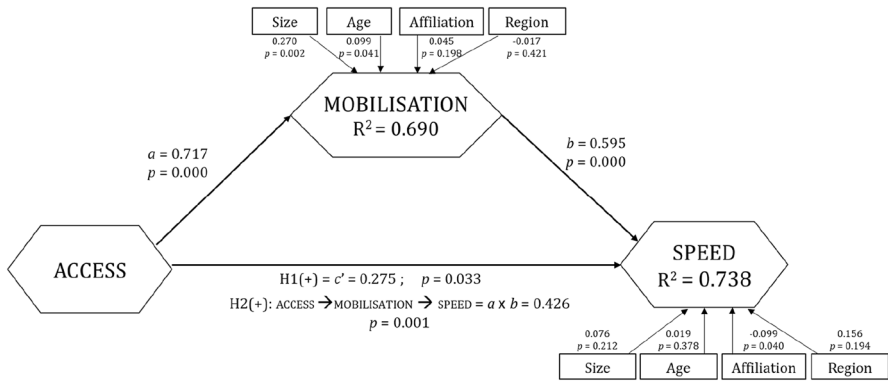 Size Age Affiliation Region
0.270 0.099 0.045 -0.017
p = 0.002 p = 0.041 p = 0.198 p = 0.421
MOBILISATION
R² = 0.690
a = 0.717
p = 0.000
b = 0.595
p = 0.000
ACCESS
SPEED
R² = 0.738
H1(+) = c' = 0.275 ; p = 0.033
H2(+): ACCESS → MOBILISATION → SPEED = a x b = 0.426
p = 0.001
0.076 0.019 -0.099 0.156
p = 0.212 p = 0.378 p = 0.040 p = 0.194
Size Age Affiliation Region